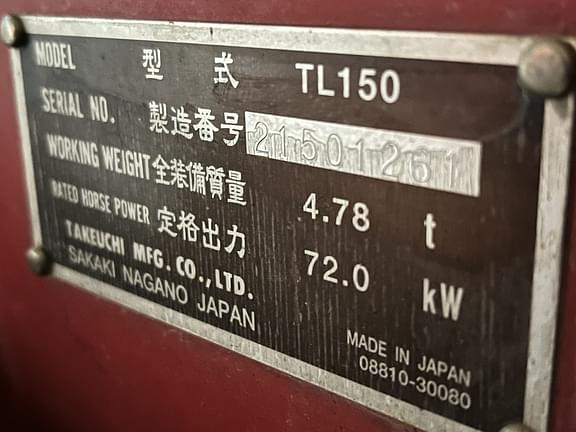 MODEL 型式 TL150
SERIAL NO. 製造番号 21501261
WORKING WEIGHT 全装備質量 4.78 t
RATED HORSE POWER 定格出力 72.0 kW
TAKEUCHI MFG. CO., LTD.
SAKAKI NAGANO JAPAN
MADE IN JAPAN
08810-30080